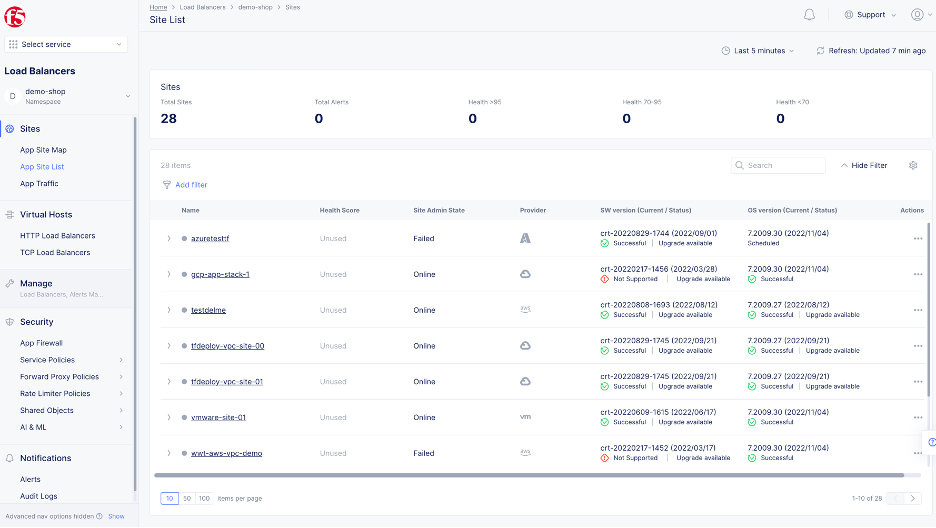 Home > Load Balancers > demo-shop > Sites
Site List
Support
f5
Select service
Load Balancers
D
demo-shop
Namespace
Sites
App Site Map
App Site List
App Traffic
Virtual Hosts
HTTP Load Balancers
TCP Load Balancers
Manage
Load Balancers, Alerts Ma...
Security
App Firewall
Service Policies
Forward Proxy Policies
Rate Limiter Policies
Shared Objects
AI & ML
Notifications
Alerts
Audit Logs
Advanced nav options hidden Show
Last 5 minutes Refresh: Updated 7 min ago
Sites
Total Sites Total Alerts Health >95 Health 70-95 Health <70
28 0 0 0 0
28 items Search Hide Filter
Add filter
Name Health Score Site Admin State Provider SW version (Current / Status) OS version (Current / Status) Actions
azuretesttf Unused Failed crt-20220829-1744 (2022/09/01) 7.2009.30 (2022/11/04)
Successful | Upgrade available Scheduled
gcp-app-stack-1 Unused Online crt-20220217-1456 (2022/03/28) 7.2009.30 (2022/11/04)
Not Supported | Upgrade available Successful
testdelme Unused Online aws crt-20220808-1693 (2022/08/12) 7.2009.27 (2022/08/12)
Successful | Upgrade available Successful | Upgrade available
tfdeploy-vpc-site-00 Unused Online crt-20220829-1745 (2022/09/21) 7.2009.27 (2022/09/21)
Successful | Upgrade available Successful | Upgrade available
tfdeploy-vpc-site-01 Unused Online crt-20220829-1745 (2022/09/21) 7.2009.27 (2022/09/21)
Successful | Upgrade available Successful | Upgrade available
vmware-site-01 Unused Online vm crt-20220609-1615 (2022/06/17) 7.2009.30 (2022/11/04)
Successful | Upgrade available Successful
wwt-aws-vpc-demo Unused Failed aws crt-20220217-1452 (2022/03/17) 7.2009.30 (2022/11/04)
Not Supported | Upgrade available Successful
10 50 100 items per page 1-10 of 28